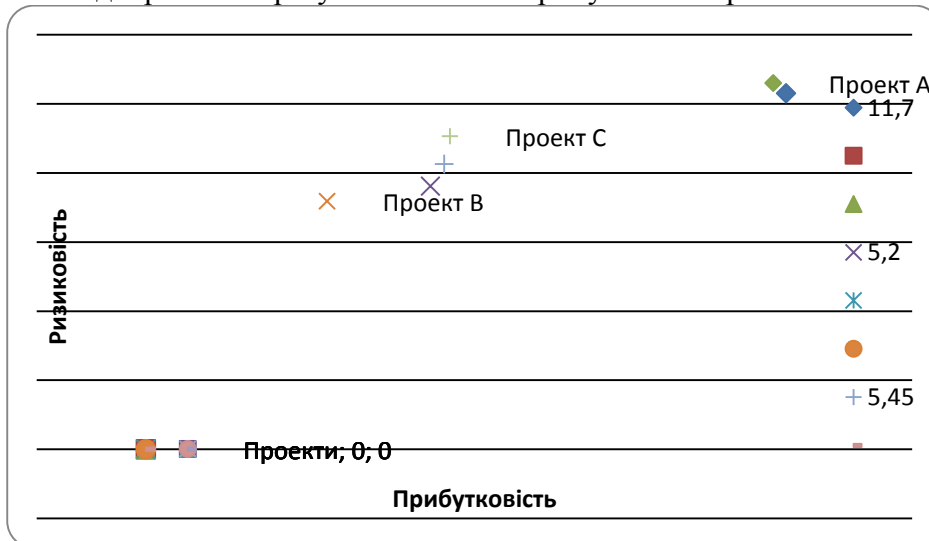 Проект А
11,7
Проект С
Проект В
5,2
Ризиковість
5,45
Проекти; 0; 0
Прибутковість